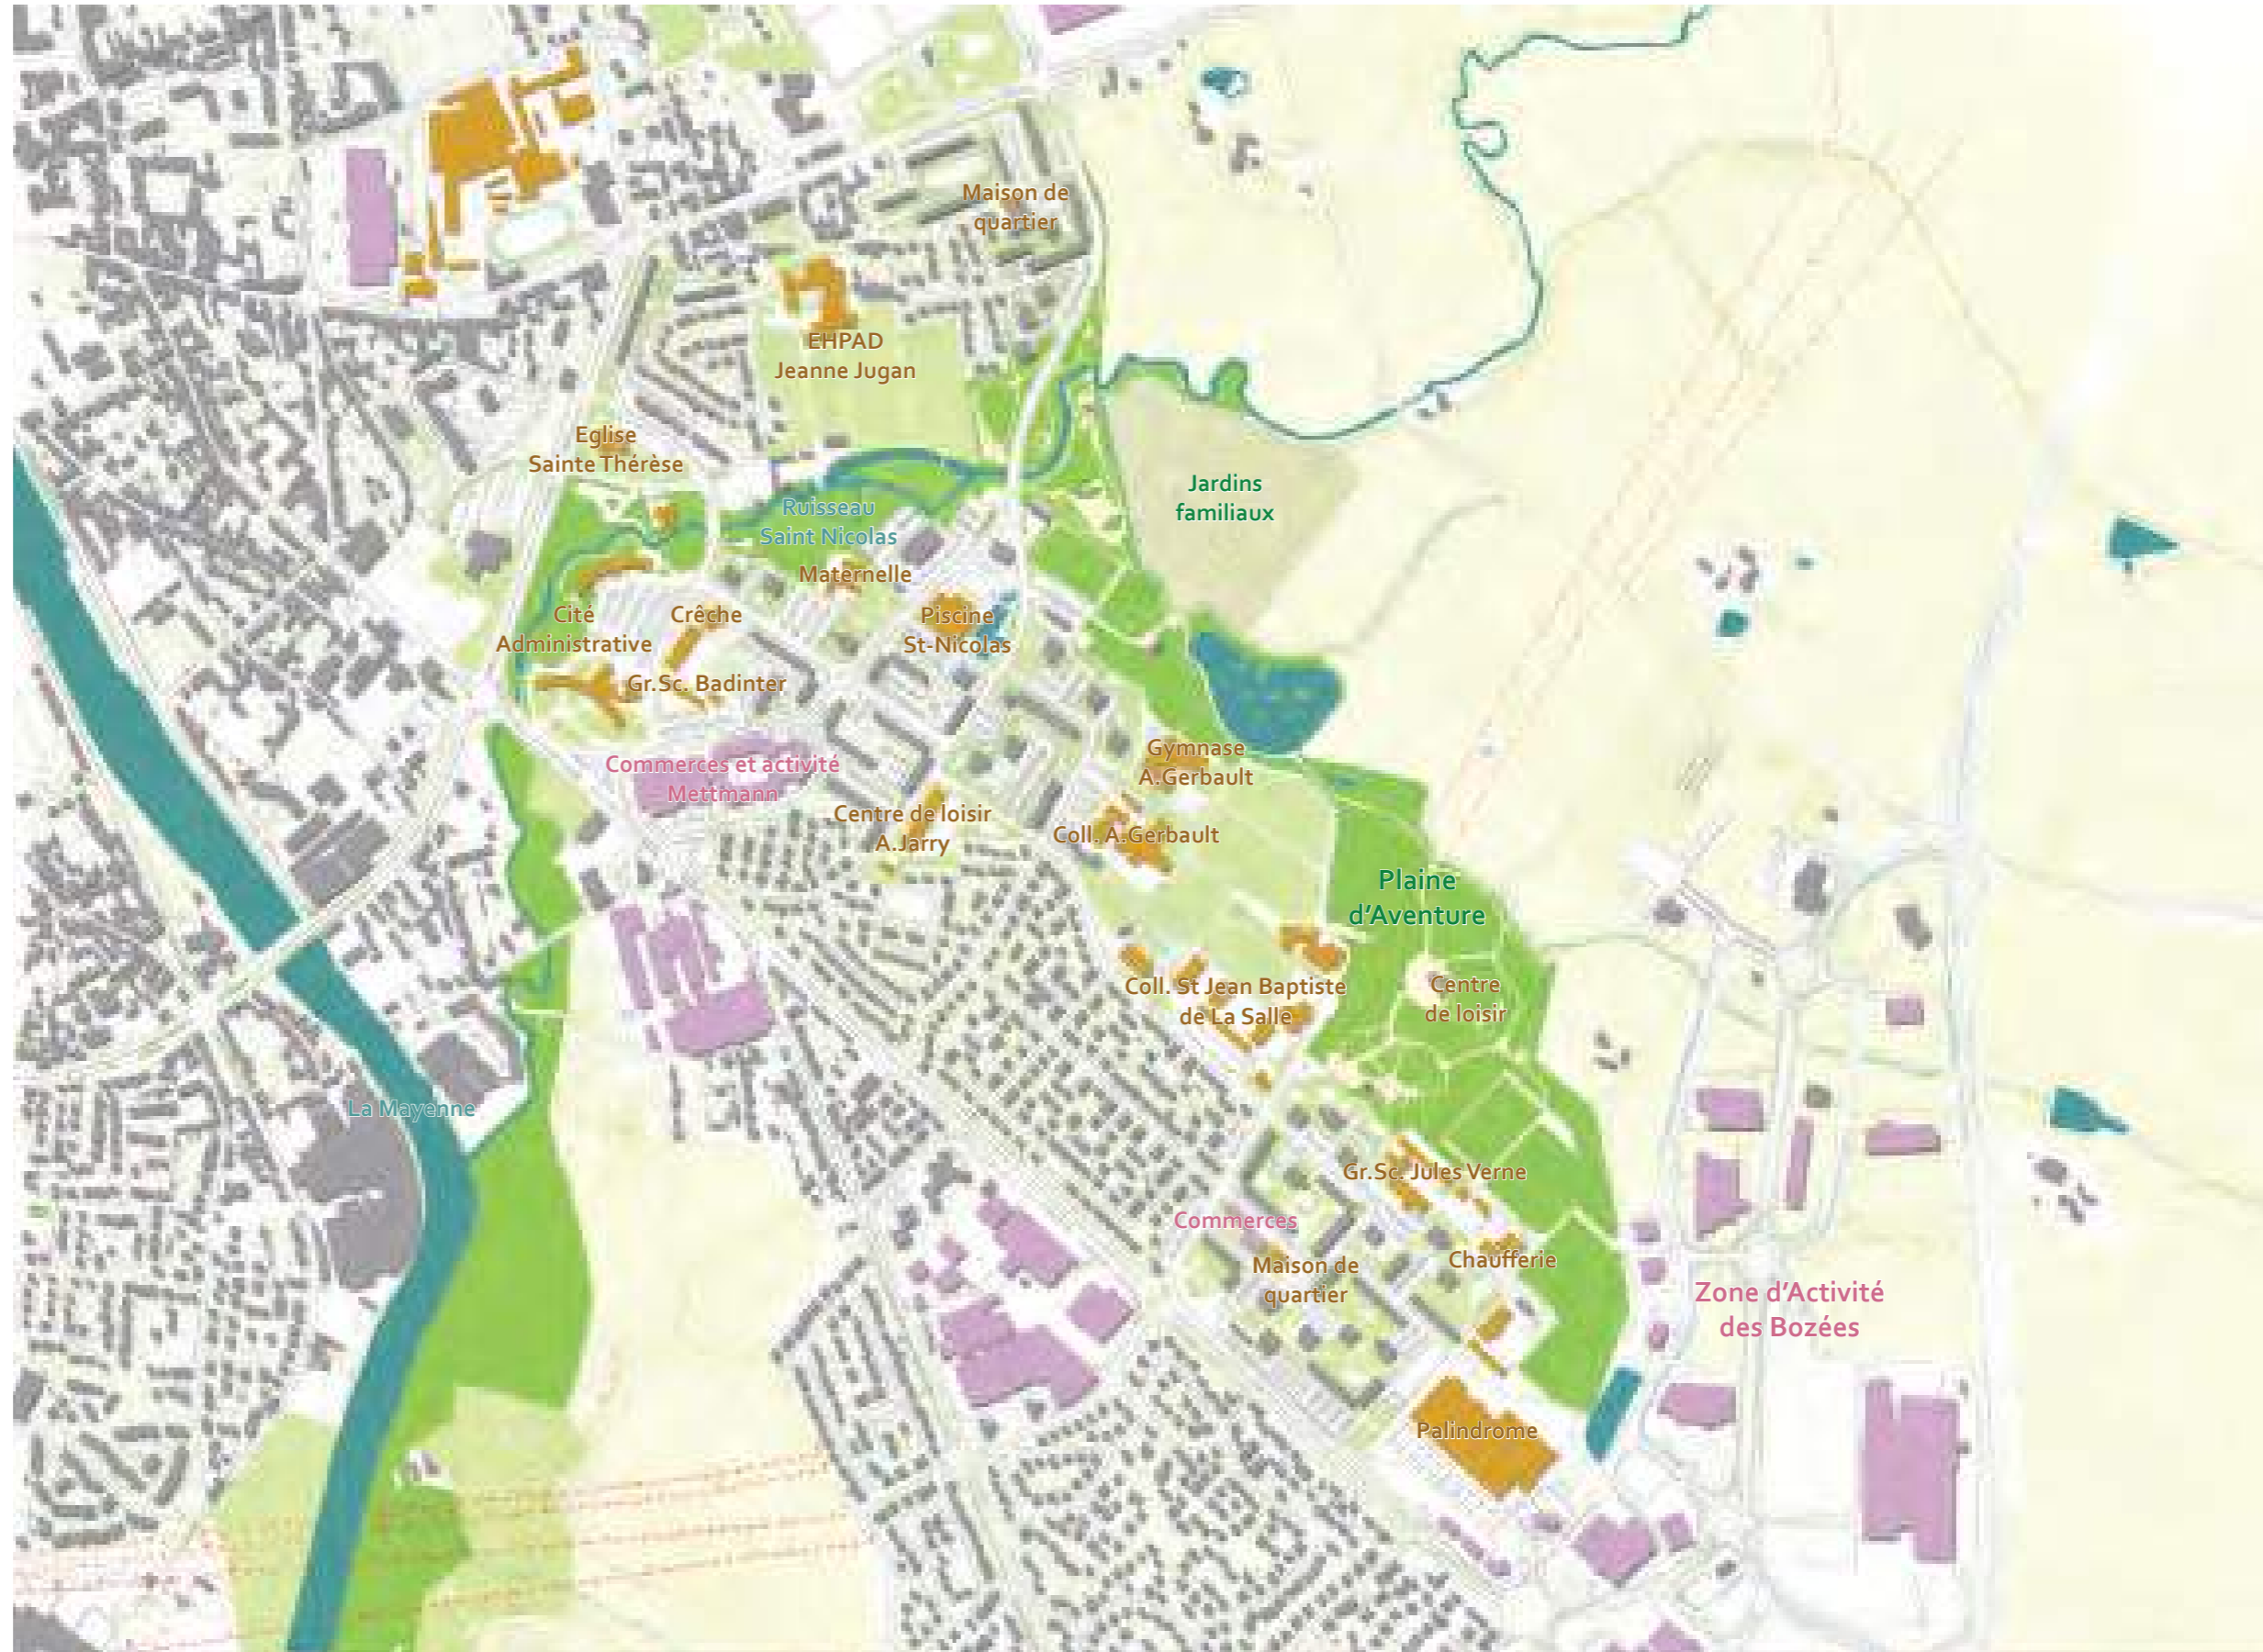 Maison de
quartier
EHPAD
Jeanne Jugan
Eglise
Sainte Thérèse
Jardins
familiaux
Ruisseau
Saint Nicolas
Maternelle
Cité
Administrative
Crêche
Piscine
St-Nicolas
Gr.Sc. Badinter
Commerces et activité
Mettmann
Gymnase
A.Gerbault
Centre de loisir
A.Jarry
Coll. A.Gerbault
Plaine
d'Aventure
Coll. St Jean Baptiste
de La Salle
Centre
de loisir
La Mayenne
Gr.Sc. Jules Verne
Commerces
Maison de
quartier
Chaufferie
Zone d'Activité
des Bozées
Palindrome